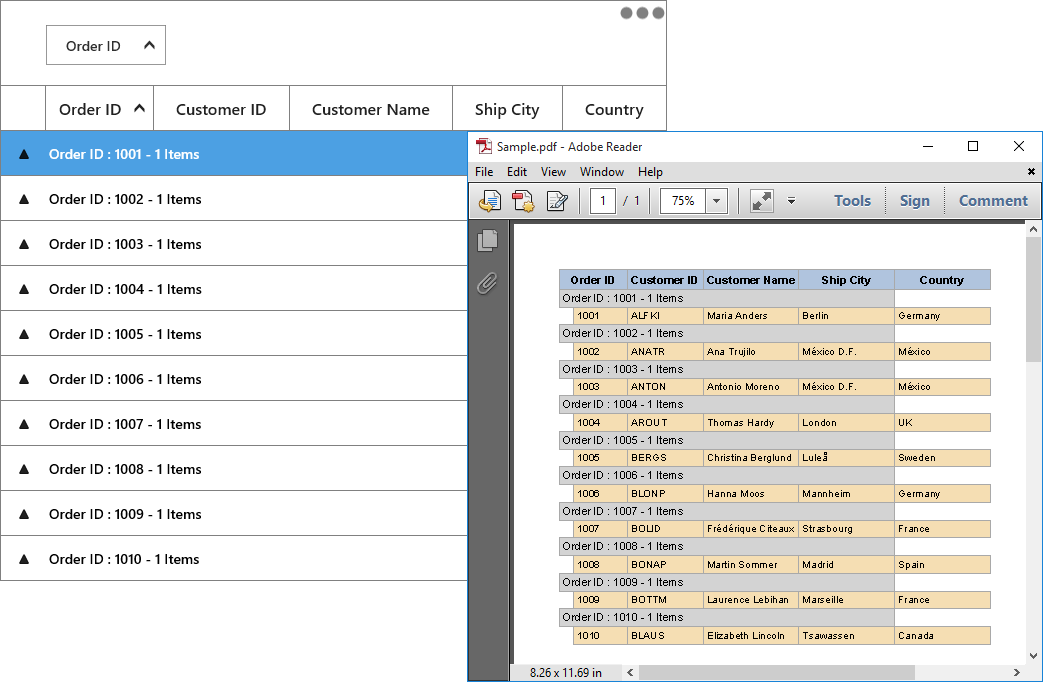 Order ID
Order ID Customer ID Customer Name Ship City Country
Order ID : 1001 - 1 Items
Order ID : 1002 - 1 Items
Order ID : 1003 - 1 Items
Order ID : 1004 - 1 Items
Order ID : 1005 - 1 Items
Order ID : 1006 - 1 Items
Order ID : 1007 - 1 Items
Order ID : 1008 - 1 Items
Order ID : 1009 - 1 Items
Order ID : 1010 - 1 Items
Sample.pdf - Adobe Reader
File Edit View Window Help
1 / 1 75% Tools Sign Comment
Order ID Customer ID Customer Name Ship City Country
Order ID : 1001 - 1 Items
1001 ALFKI Maria Anders Berlin Germany
Order ID : 1002 - 1 Items
1002 ANATR Ana Trujilo México D.F. México
Order ID : 1003 - 1 Items
1003 ANTON Antonio Moreno México D.F. México
Order ID : 1004 - 1 Items
1004 AROUT Thomas Hardy London UK
Order ID : 1005 - 1 Items
1005 BERGS Christina Berglund Luleå Sweden
Order ID : 1006 - 1 Items
1006 BLONP Hanna Moos Mannheim Germany
Order ID : 1007 - 1 Items
1007 BOLID Frédérique Citeaux Strasbourg France
Order ID : 1008 - 1 Items
1008 BONAP Martin Sommer Madrid Spain
Order ID : 1009 - 1 Items
1009 BOTTM Laurence Lebihan Marseille France
Order ID : 1010 - 1 Items
1010 BLAUS Elizabeth Lincoln Tsawassen Canada
8.26 x 11.69 in